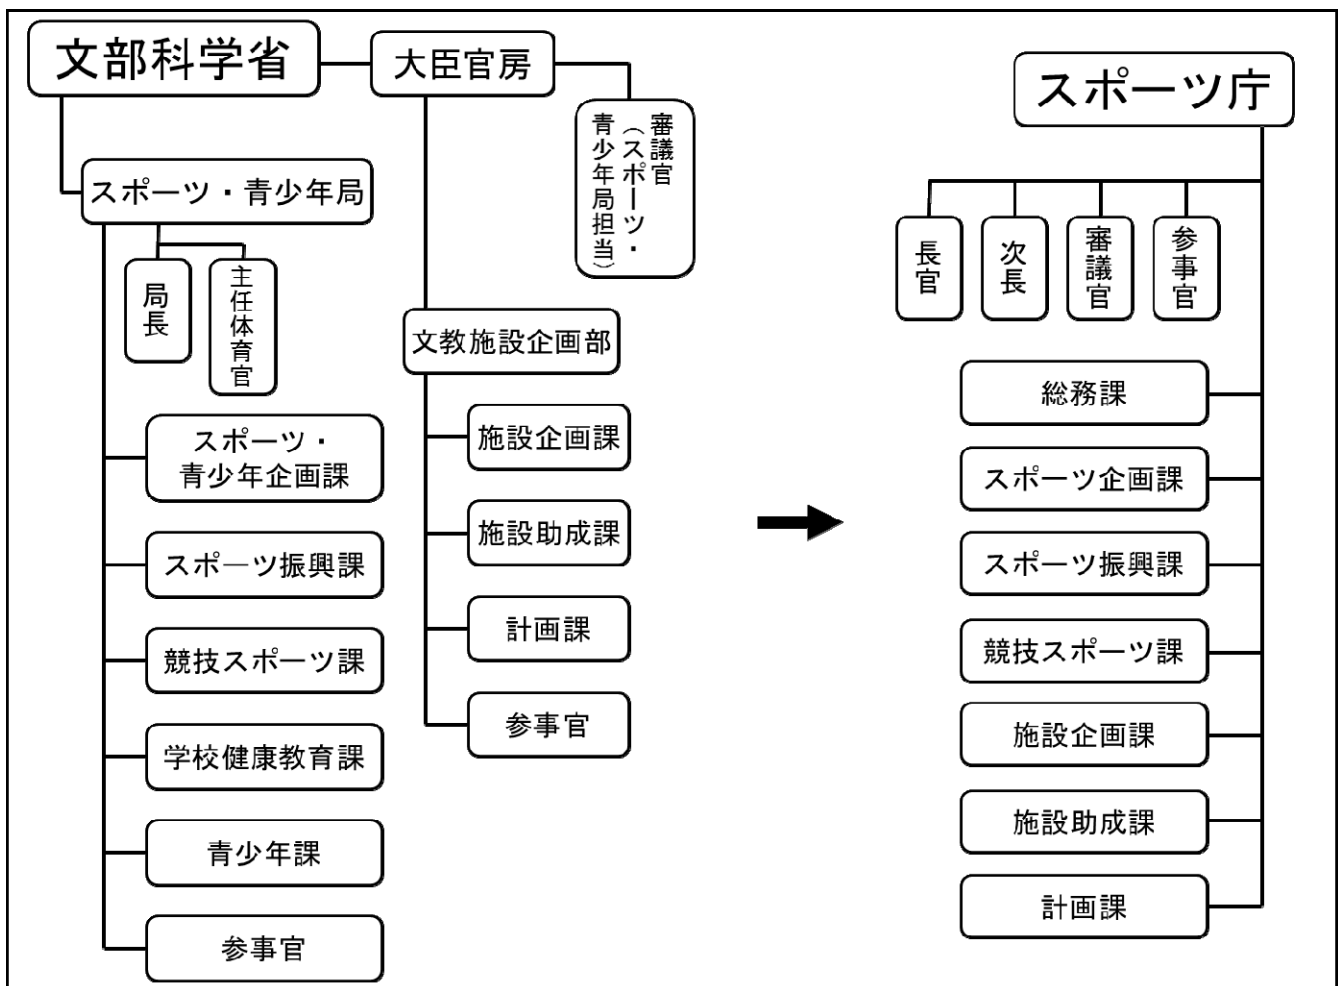 文部科学省
大臣官房
審議官
（スポーツ・
青少年局担当）
スポーツ・青少年局
局長
主任体育官
スポーツ・
青少年企画課
スポーツ振興課
競技スポーツ課
学校健康教育課
青少年課
参事官
文教施設企画部
施設企画課
施設助成課
計画課
参事官
スポーツ庁
長官
次長
審議官
参事官
総務課
スポーツ企画課
スポーツ振興課
競技スポーツ課
施設企画課
施設助成課
計画課